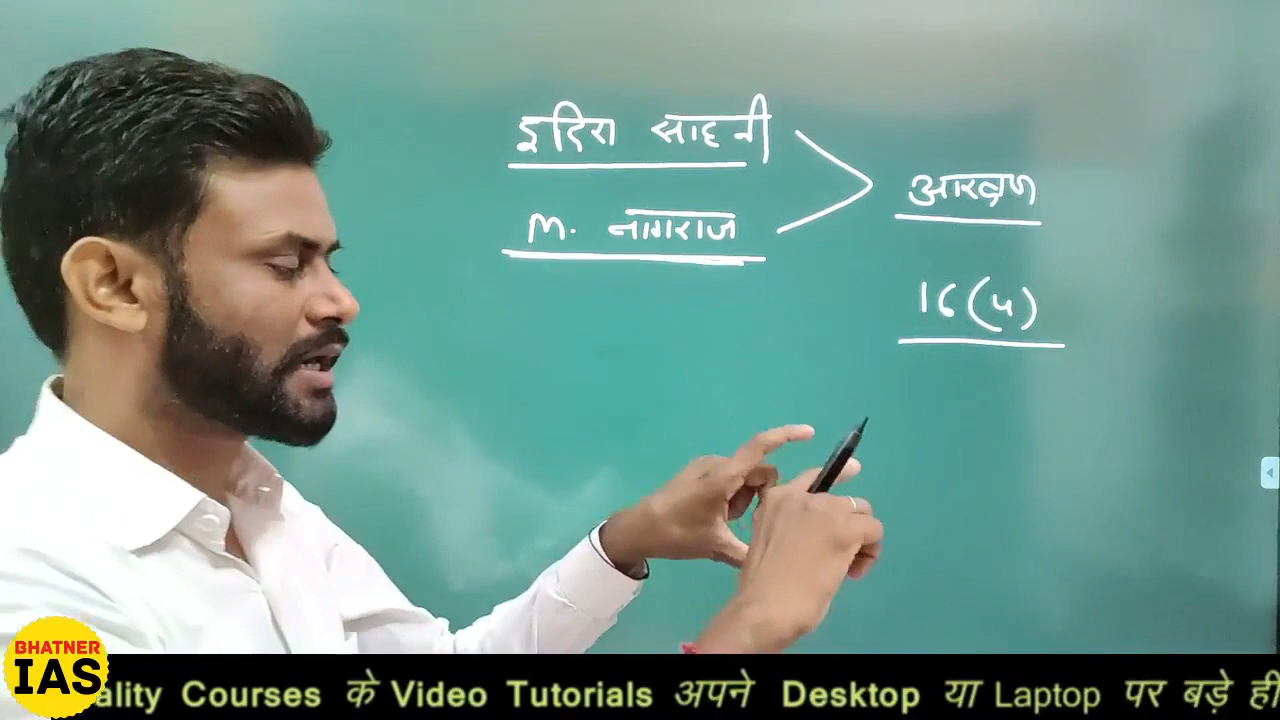 इंदिरा साहनी
M. नागराज
आरक्षण
16(4)
BHATNER
IAS
ality Courses के Video Tutorials अपने Desktop या Laptop पर बड़े ही